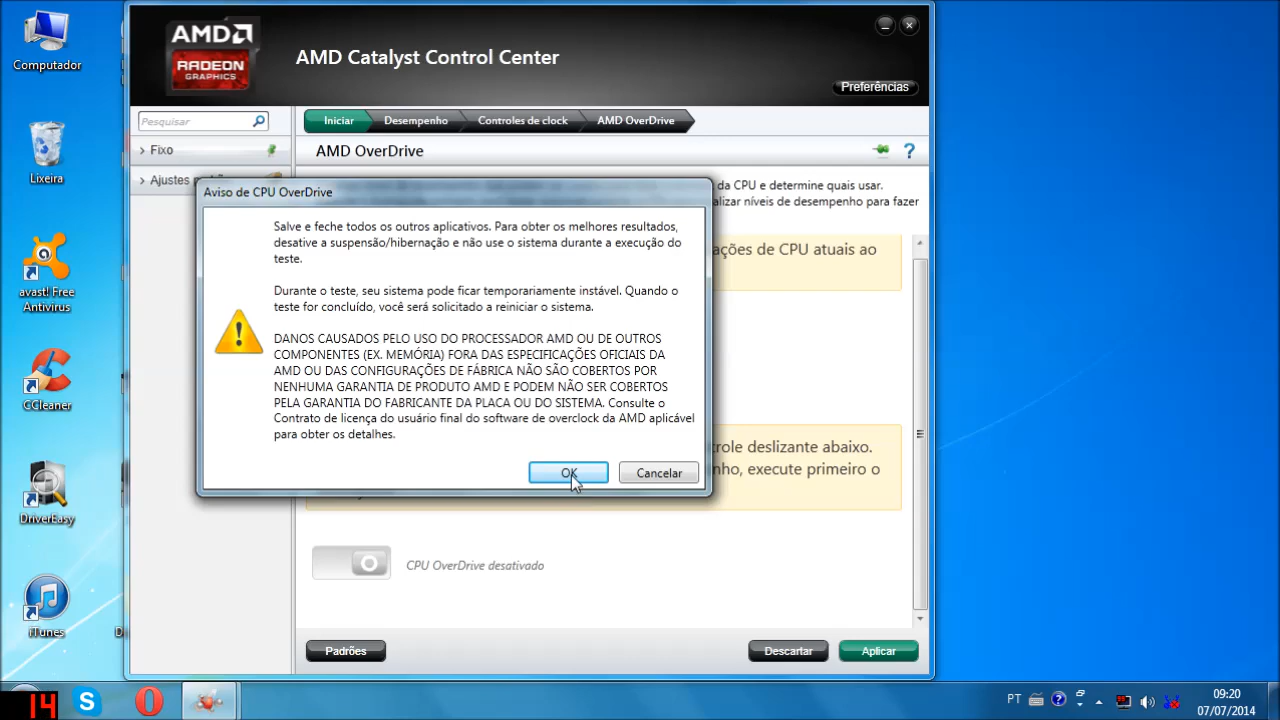 Computador
Lixeira
avast! Free
Antivirus
CCleaner
DriverEasy
iTunes
AMD
RADEON
GRAPHICS
AMD Catalyst Control Center
Preferências
Pesquisar
Fixo
Ajustes
Iniciar
Desempenho
Controles de clock
AMD OverDrive
AMD OverDrive
?
da CPU e determine quais usar.
alizar níveis de desempenho para fazer
ações de CPU atuais ao
Aviso de CPU OverDrive
Salve e feche todos os outros aplicativos. Para obter os melhores resultados,
desative a suspensão/hibernação e não use o sistema durante a execução do
teste.
Durante o teste, seu sistema pode ficar temporariamente instável. Quando o
teste for concluído, você será solicitado a reiniciar o sistema.
DANOS CAUSADOS PELO USO DO PROCESSADOR AMD OU DE OUTROS
COMPONENTES (EX. MEMÓRIA) FORA DAS ESPECIFICAÇÕES OFICIAIS DA
AMD OU DAS CONFIGURAÇÕES DE FÁBRICA NÃO SÃO COBERTOS POR
NENHUMA GARANTIA DE PRODUTO AMD E PODEM NÃO SER COBERTOS
PELA GARANTIA DO FABRICANTE DA PLACA OU DO SISTEMA. Consulte o
Contrato de licença do usuário final do software de overclock da AMD aplicável
para obter os detalhes.
OK
Cancelar
role deslizante abaixo.
nho, execute primeiro o
CPU OverDrive desativado
Padrões
Descartar
Aplicar
14
PT
09:20
07/07/2014